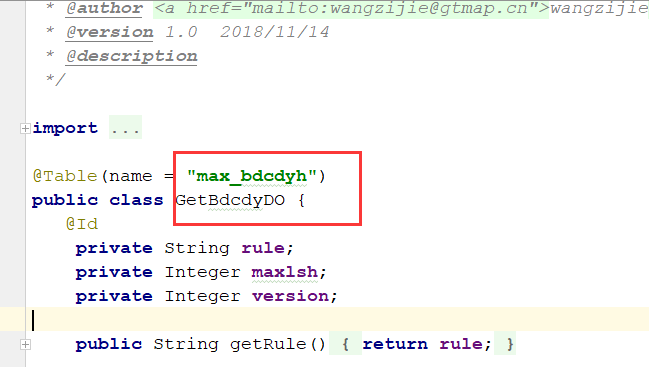 * @author <a href="mailto:wangzijie@gtmap.cn">wangzijie
* @version 1.0 2018/11/14
* @description
*/
import ...
@Table(name = "max_bdcdyh")
public class GetBdcdyDO {
@Id
private String rule;
private Integer maxlsh;
private Integer version;
public String getRule() { return rule; }